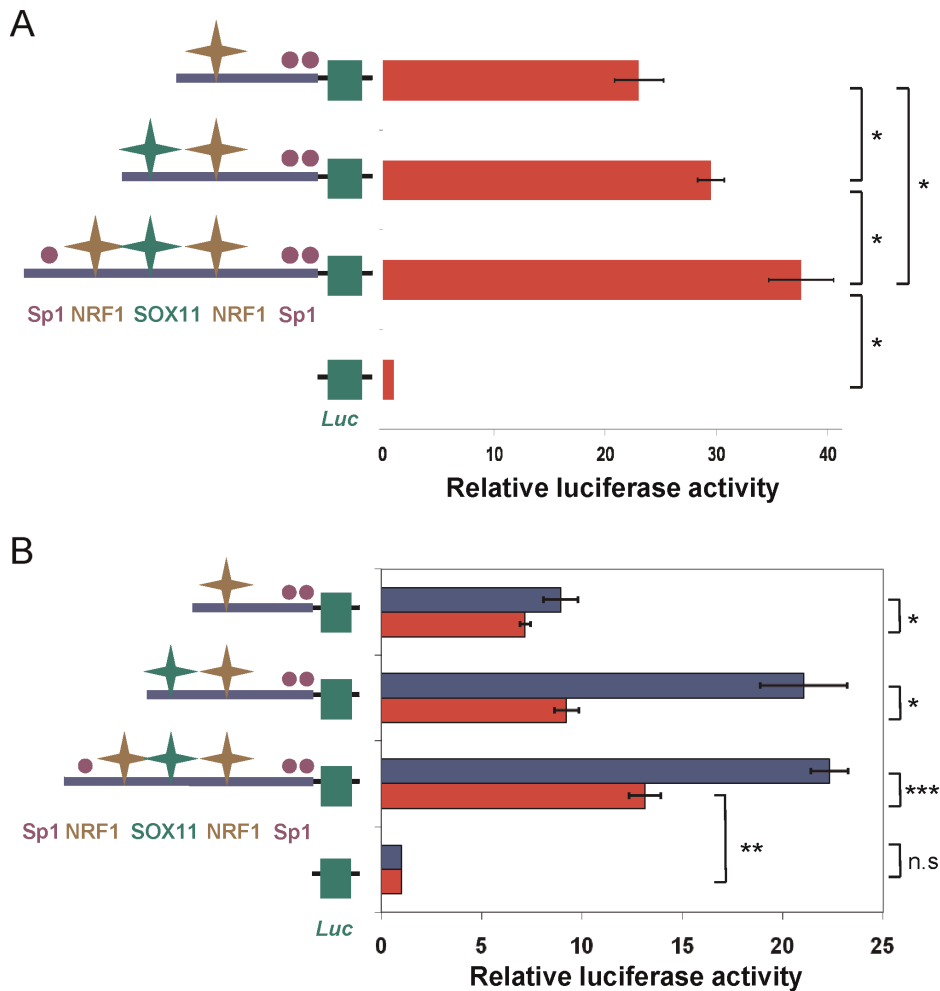 A
*
*
*
Sp1 NRF1 SOX11 NRF1 Sp1
*
Luc
0 10 20 30 40
Relative luciferase activity
B
*
*
***
Sp1 NRF1 SOX11 NRF1 Sp1
**
n.s
Luc
0 5 10 15 20 25
Relative luciferase activity